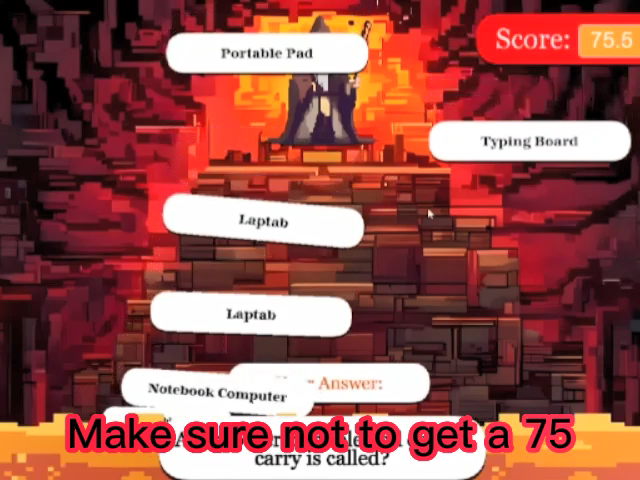 Portable Pad
Score: 75.5
Typing Board
Laptab
Laptab
Answer:
Notebook Computer
Make sure not to get a 75
carry is called?